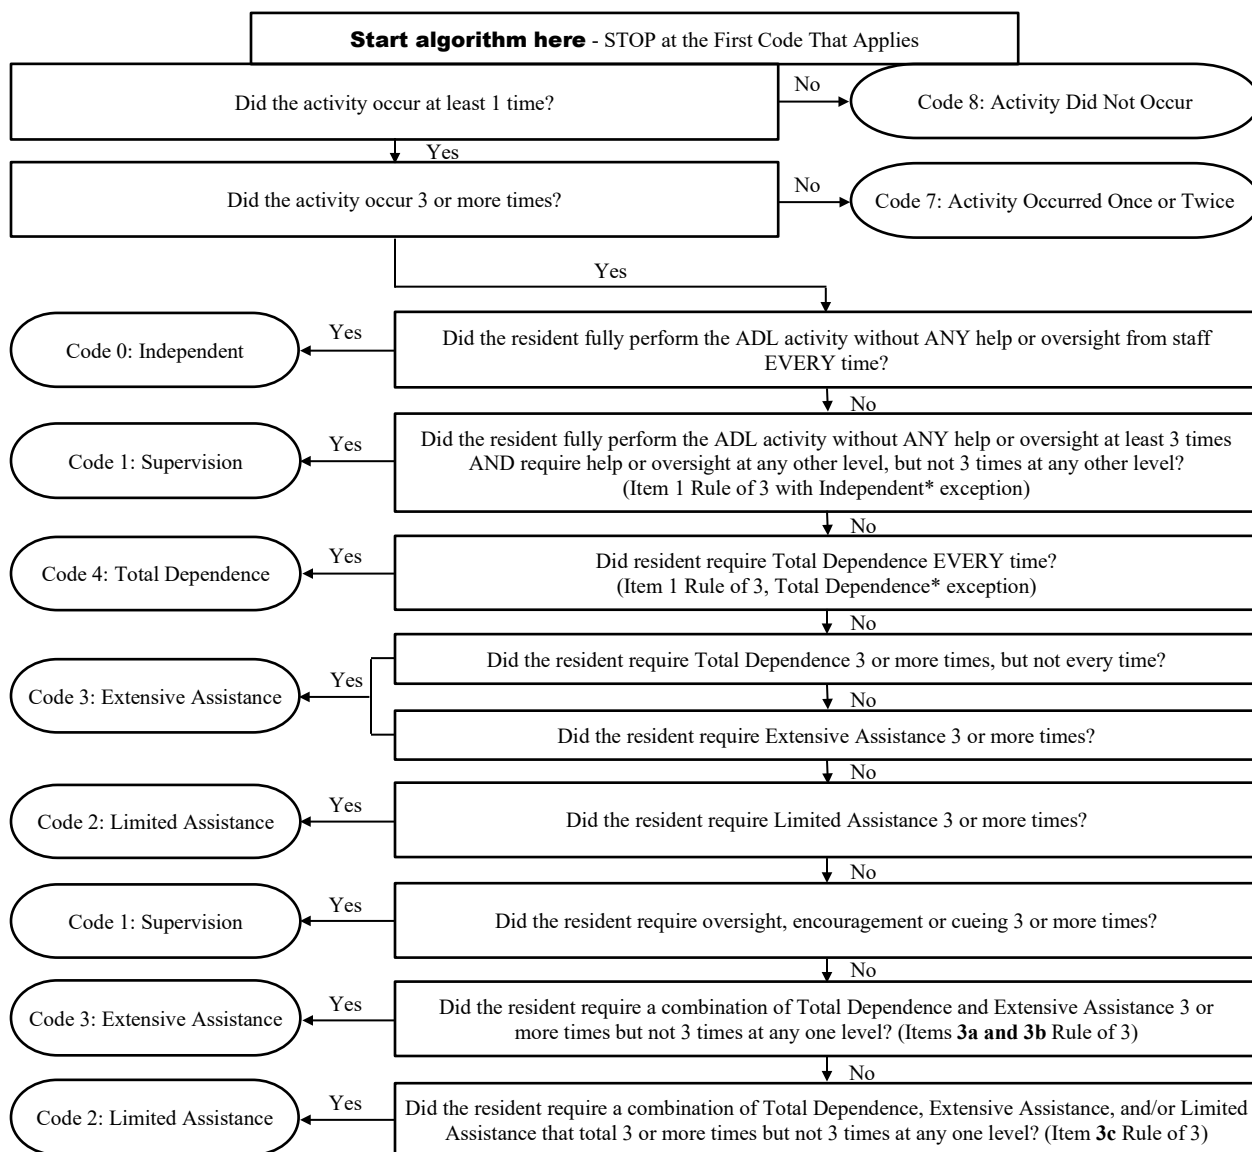 Start algorithm here - STOP at the First Code That Applies
Did the activity occur at least 1 time?
No
Code 8: Activity Did Not Occur
Yes
Did the activity occur 3 or more times?
No
Code 7: Activity Occurred Once or Twice
Yes
Code 0: Independent
Yes
Did the resident fully perform the ADL activity without ANY help or oversight from staff
EVERY time?
No
Code 1: Supervision
Yes
Did the resident fully perform the ADL activity without ANY help or oversight at least 3 times
AND require help or oversight at any other level, but not 3 times at any other level?
(Item 1 Rule of 3 with Independent* exception)
No
Code 4: Total Dependence
Yes
Did resident require Total Dependence EVERY time?
(Item 1 Rule of 3, Total Dependence* exception)
No
Did the resident require Total Dependence 3 or more times, but not every time?
Code 3: Extensive Assistance
Yes
No
Did the resident require Extensive Assistance 3 or more times?
No
Code 2: Limited Assistance
Yes
Did the resident require Limited Assistance 3 or more times?
No
Code 1: Supervision
Yes
Did the resident require oversight, encouragement or cueing 3 or more times?
No
Code 3: Extensive Assistance
Yes
Did the resident require a combination of Total Dependence and Extensive Assistance 3 or
more times but not 3 times at any one level? (Items 3a and 3b Rule of 3)
No
Code 2: Limited Assistance
Yes
Did the resident require a combination of Total Dependence, Extensive Assistance, and/or Limited
Assistance that total 3 or more times but not 3 times at any one level? (Item 3c Rule of 3)